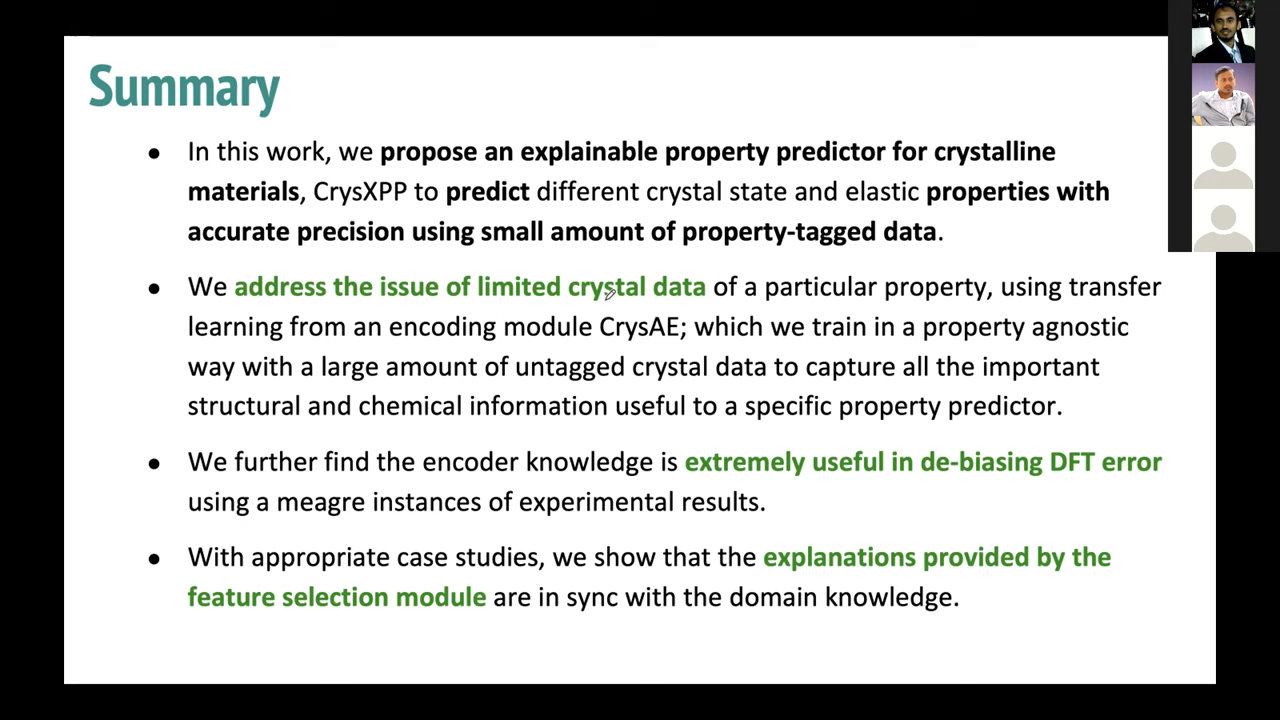 Summary
● In this work, we propose an explainable property predictor for crystalline
materials, CrysXPP to predict different crystal state and elastic properties with
accurate precision using small amount of property-tagged data.
● We address the issue of limited crystal data of a particular property, using transfer
learning from an encoding module CrysAE; which we train in a property agnostic
way with a large amount of untagged crystal data to capture all the important
structural and chemical information useful to a specific property predictor.
● We further find the encoder knowledge is extremely useful in de-biasing DFT error
using a meagre instances of experimental results.
● With appropriate case studies, we show that the explanations provided by the
feature selection module are in sync with the domain knowledge.